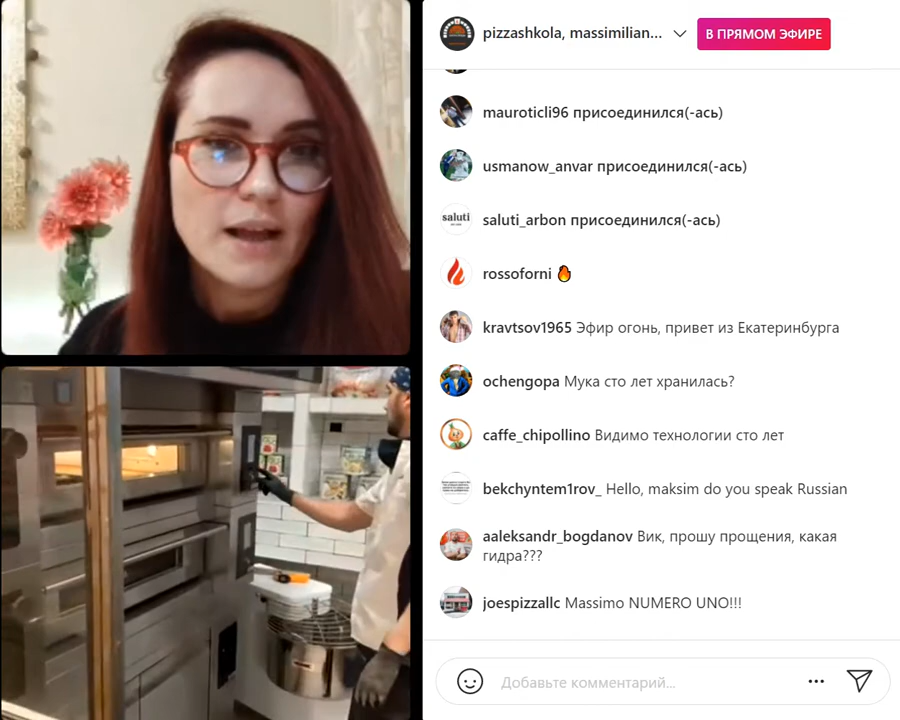 pizzashkola, massimilian...
В ПРЯМОМ ЭФИРЕ
mauroticli96 присоединился(-ась)
usmanow_anvar присоединился(-ась)
saluti_arbon присоединился(-ась)
saluti
rossoforni 🔥
kravtsov1965 Эфир огонь, привет из Екатеринбурга
ochengopa Мука сто лет хранилась?
caffe_chipollino Видимо технологии сто лет
bekchyntem1rov_ Hello, maksim do you speak Russian
aaleksandr_bogdanov Вик, прошу прощения, какая
гидра???
joespizzallc Massimo NUMERO UNO!!!
Добавьте комментарий...